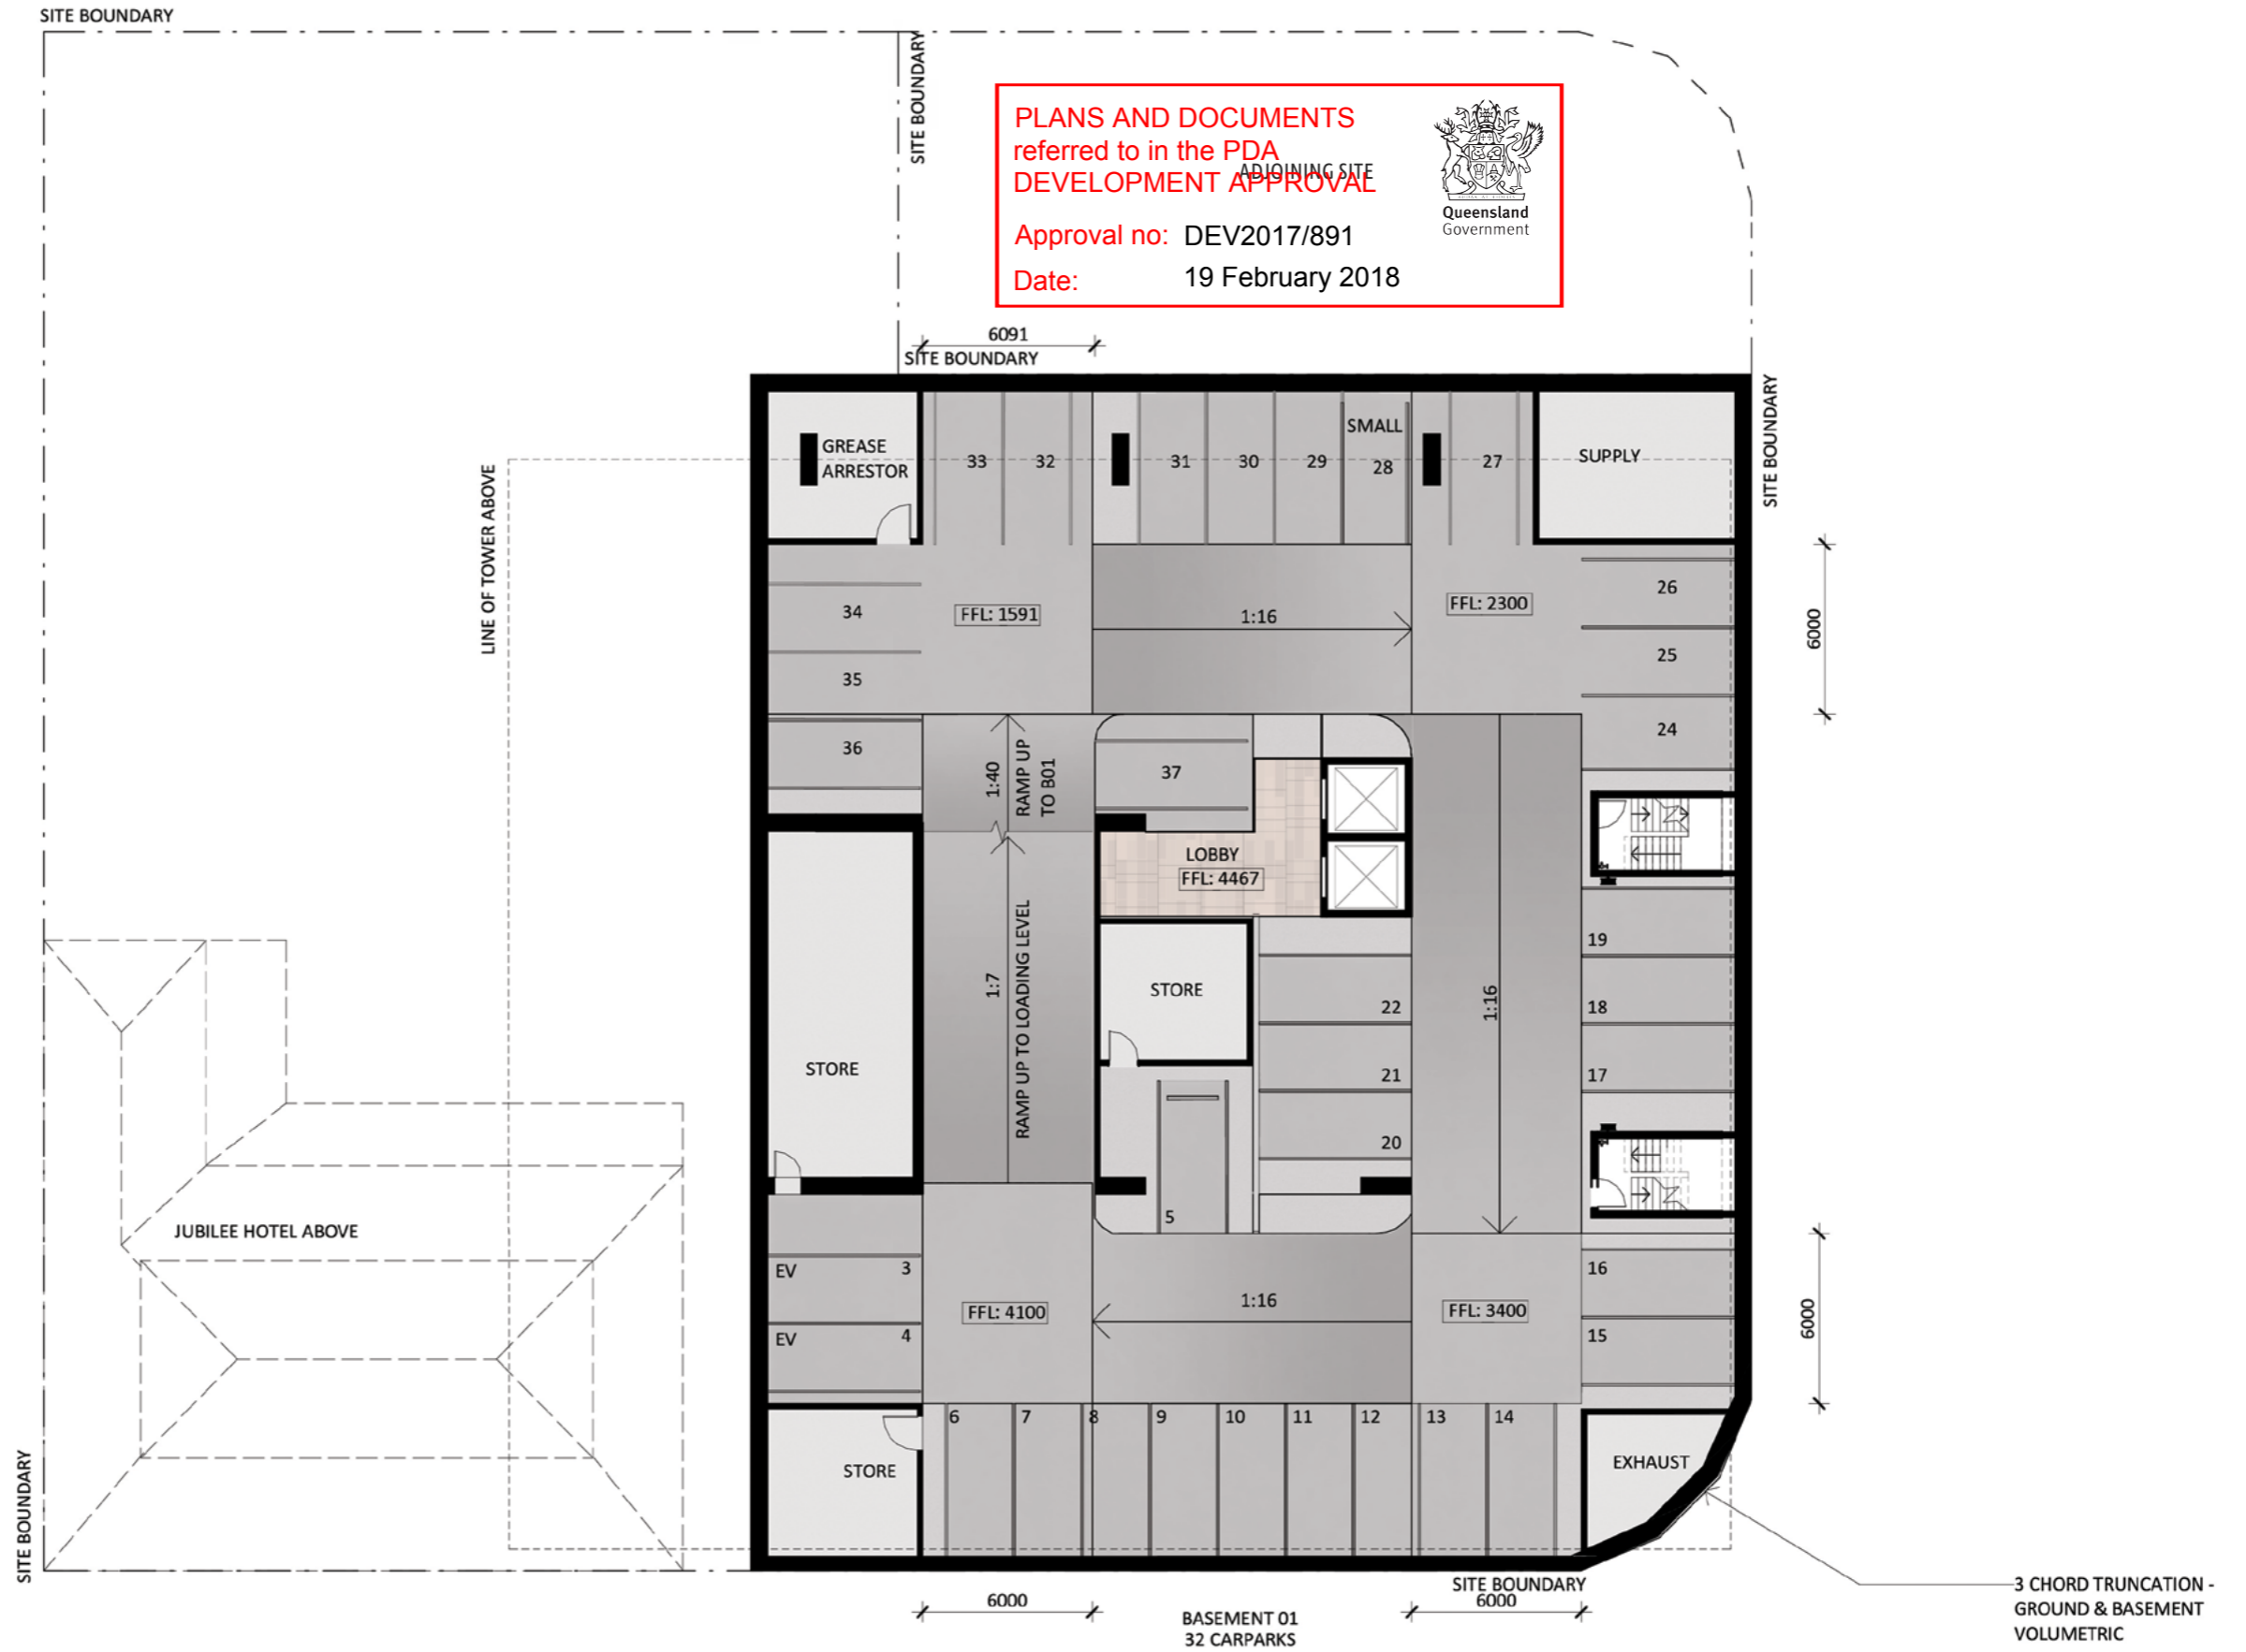 SITE BOUNDARY
SITE BOUNDARY
PLANS AND DOCUMENTS
referred to in the PDA
ADJOINING SITE
DEVELOPMENT APPROVAL
Approval no: DEV2017/891
Date: 19 February 2018
Queensland
Government
6091
SITE BOUNDARY
SITE BOUNDARY
LINE OF TOWER ABOVE
GREASE
ARRESTOR
33
32
31
30
29
SMALL
28
27
SUPPLY
34
35
36
FFL: 1591
1:16
FFL: 2300
26
25
24
6000
1:40
RAMP UP
TO B01
37
LOBBY
FFL: 4467
1:7
RAMP UP TO LOADING LEVEL
STORE
STORE
22
21
20
1:16
19
18
17
5
JUBILEE HOTEL ABOVE
EV 3
EV 4
FFL: 4100
1:16
FFL: 3400
16
15
6000
6
7
8
9
10
11
12
13
14
STORE
EXHAUST
SITE BOUNDARY
SITE BOUNDARY
6000
6000
BASEMENT 01
32 CARPARKS
3 CHORD TRUNCATION -
GROUND & BASEMENT
VOLUMETRIC